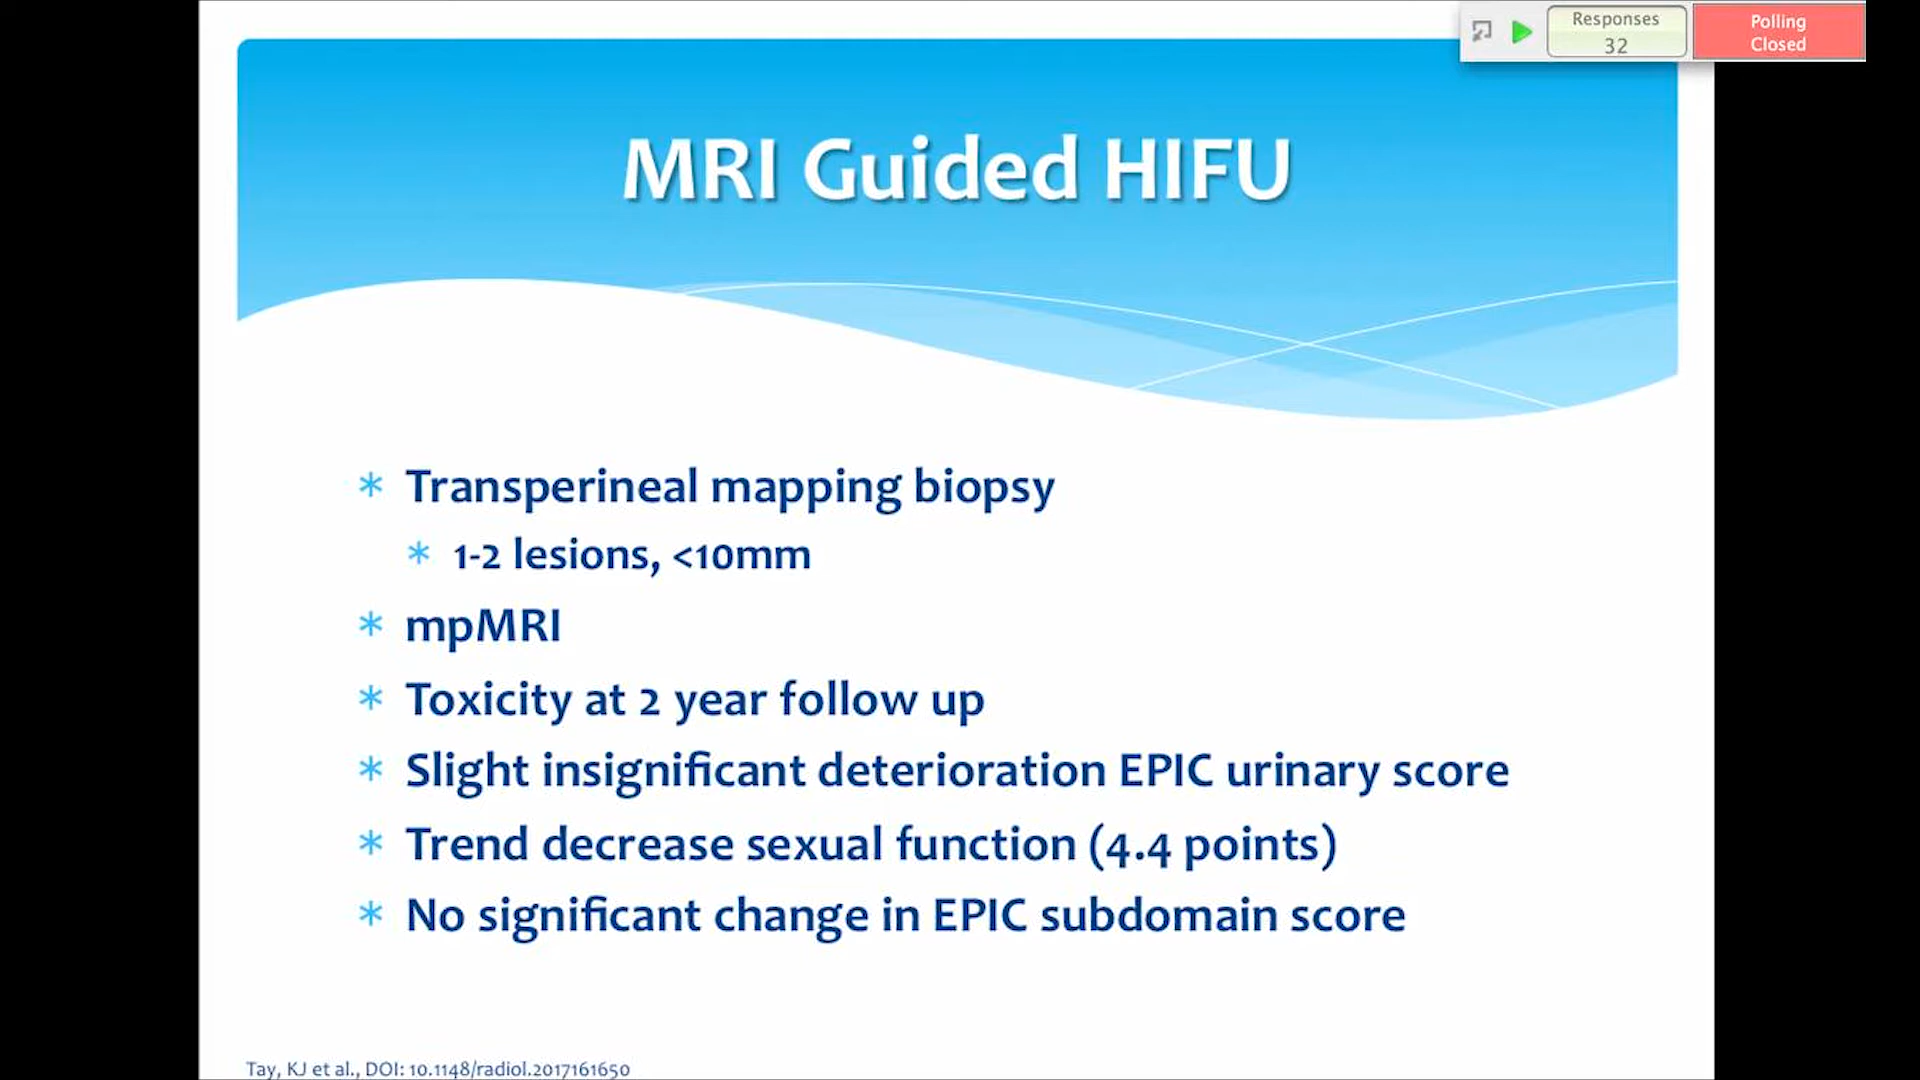 Responses
32
Polling
Closed
MRI Guided HIFU
* Transperineal mapping biopsy
* 1-2 lesions, <10mm
* mpMRI
* Toxicity at 2 year follow up
* Slight insignificant deterioration EPIC urinary score
* Trend decrease sexual function (4.4 points)
* No significant change in EPIC subdomain score
Tay, KJ et al., DOI: 10.1148/radiol.2017161650